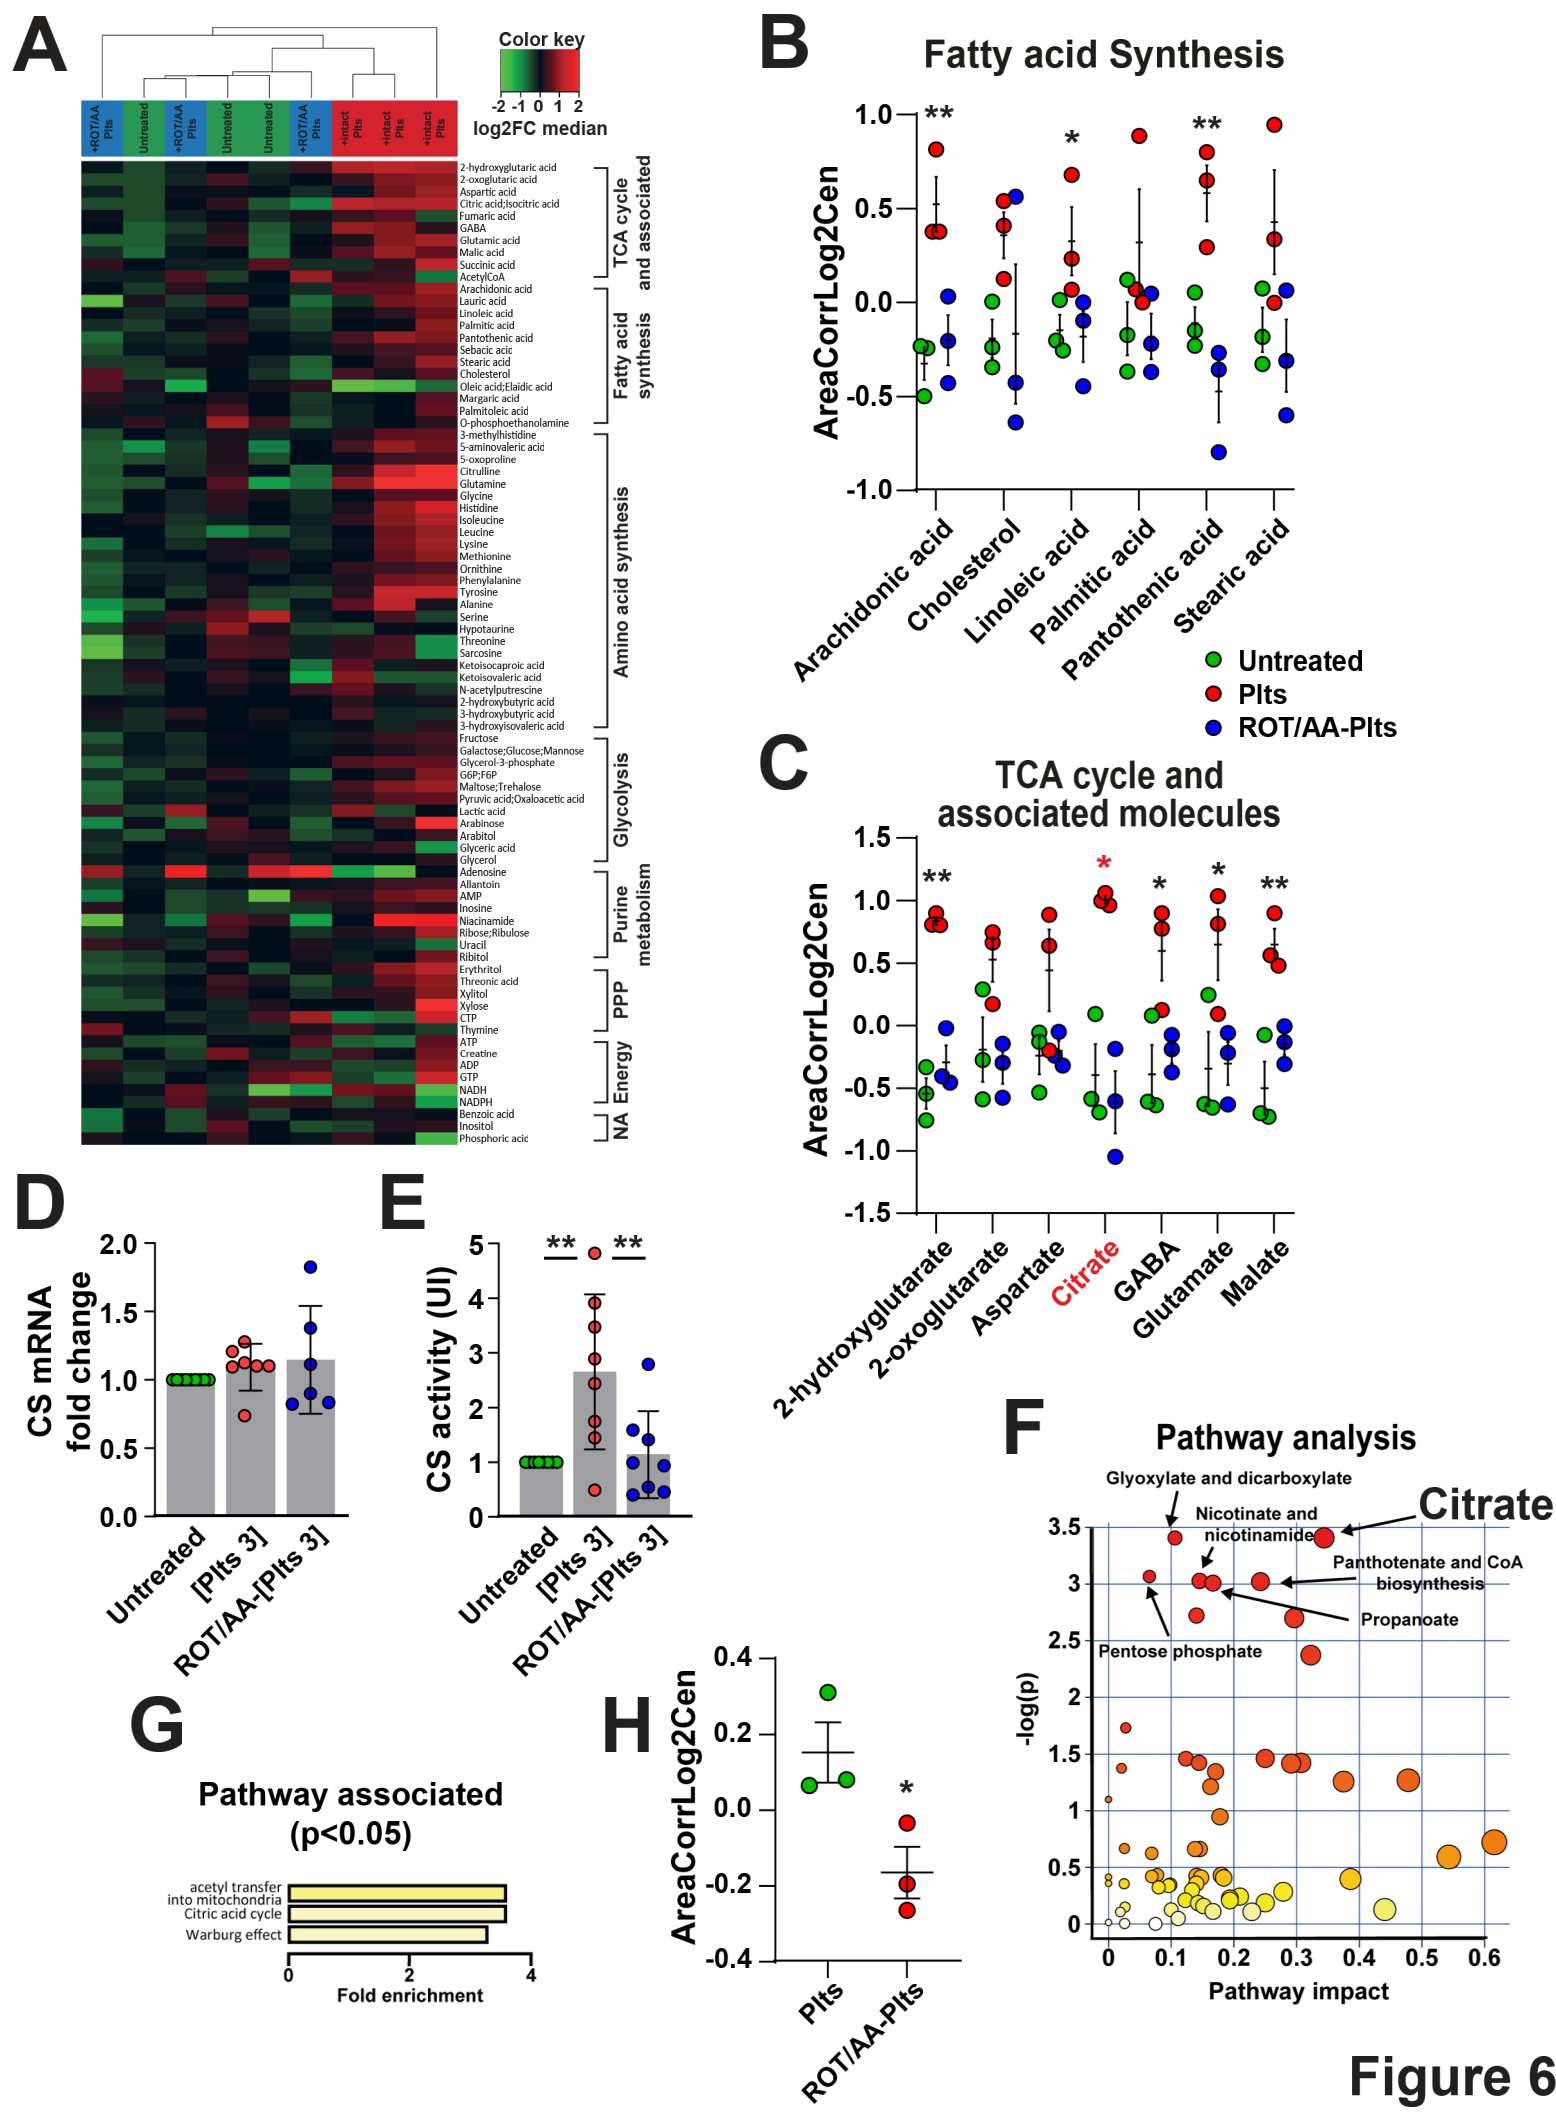 A
Color key
-2 -1 0 1 2
log2FC median
+ROT/AA Plts
Untreated
+ROT/AA Plts
Untreated
Untreated
+ROT/AA Plts
+intact Plts
+intact Plts
+intact Plts
2-hydroxyglutaric acid
2-oxoglutaric acid
Aspartic acid
Citric acid;Isocitric acid
Fumaric acid
GABA
Glutamic acid
Malic acid
Succinic acid
AcetylCoA
Arachidonic acid
Lauric acid
Linoleic acid
Palmitic acid
Pantothenic acid
Sebacic acid
Stearic acid
Cholesterol
Oleic acid;Elaidic acid
Margaric acid
Palmitoleic acid
O-phosphoethanolamine
3-methylhistidine
5-aminovaleric acid
5-oxoproline
Citrulline
Glutamine
Glycine
Histidine
Isoleucine
Leucine
Lysine
Methionine
Ornithine
Phenylalanine
Tyrosine
Alanine
Serine
Hypotaurine
Threonine
Sarcosine
Ketoisocaproic acid
Ketoisovaleric acid
N-acetylputrescine
2-hydroxybutyric acid
3-hydroxybutyric acid
3-hydroxyisovaleric acid
Fructose
Galactose;Glucose;Mannose
Glycerol-3-phosphate
G6P;F6P
Maltose;Trehalose
Pyruvic acid;Oxaloacetic acid
Lactic acid
Arabinose
Arabitol
Glyceric acid
Glycerol
Adenosine
Allantoin
AMP
Inosine
Niacinamide
Ribose;Ribulose
Uracil
Ribitol
Erythritol
Threonic acid
Xylitol
Xylose
CTP
Thymine
ATP
Creatine
ADP
GTP
NADH
NADPH
Benzoic acid
Inositol
Phosphoric acid
TCA cycle
and associated
Fatty acid
synthesis
Amino acid synthesis
Glycolysis
Purine
metabolism
PPP
Energy
NA
B
Fatty acid Synthesis
AreaCorrLog2Cen
1.0
0.5
0.0
-0.5
-1.0
**
*
**
Arachidonic acid
Cholesterol
Linoleic acid
Palmitic acid
Pantothenic acid
Stearic acid
Untreated
Plts
ROT/AA-Plts
C
TCA cycle and
associated molecules
AreaCorrLog2Cen
1.5
1.0
0.5
0.0
-0.5
-1.0
-1.5
**
*
*
*
**
2-hydroxyglutarate
2-oxoglutarate
Aspartate
Citrate
GABA
Glutamate
Malate
D
CS mRNA
fold change
2.0
1.5
1.0
0.5
0.0
Untreated
[Plts 3]
ROT/AA-[Plts 3]
E
CS activity (UI)
5
4
3
2
1
0
**
**
Untreated
[Plts 3]
ROT/AA-[Plts 3]
F
Pathway analysis
Glyoxylate and dicarboxylate
Nicotinate and
nicotinamide
Citrate
Panthotenate and CoA
biosynthesis
Propanoate
Pentose phosphate
-log(p)
3.5
3
2.5
2
1.5
1
0.5
0
0 0.1 0.2 0.3 0.4 0.5 0.6
Pathway impact
G
Pathway associated
(p<0.05)
acetyl transfer
into mitochondria
Citric acid cycle
Warburg effect
0 2 4
Fold enrichment
H
AreaCorrLog2Cen
0.4
0.2
0.0
-0.2
-0.4
*
Plts
ROT/AA-Plts
Figure 6